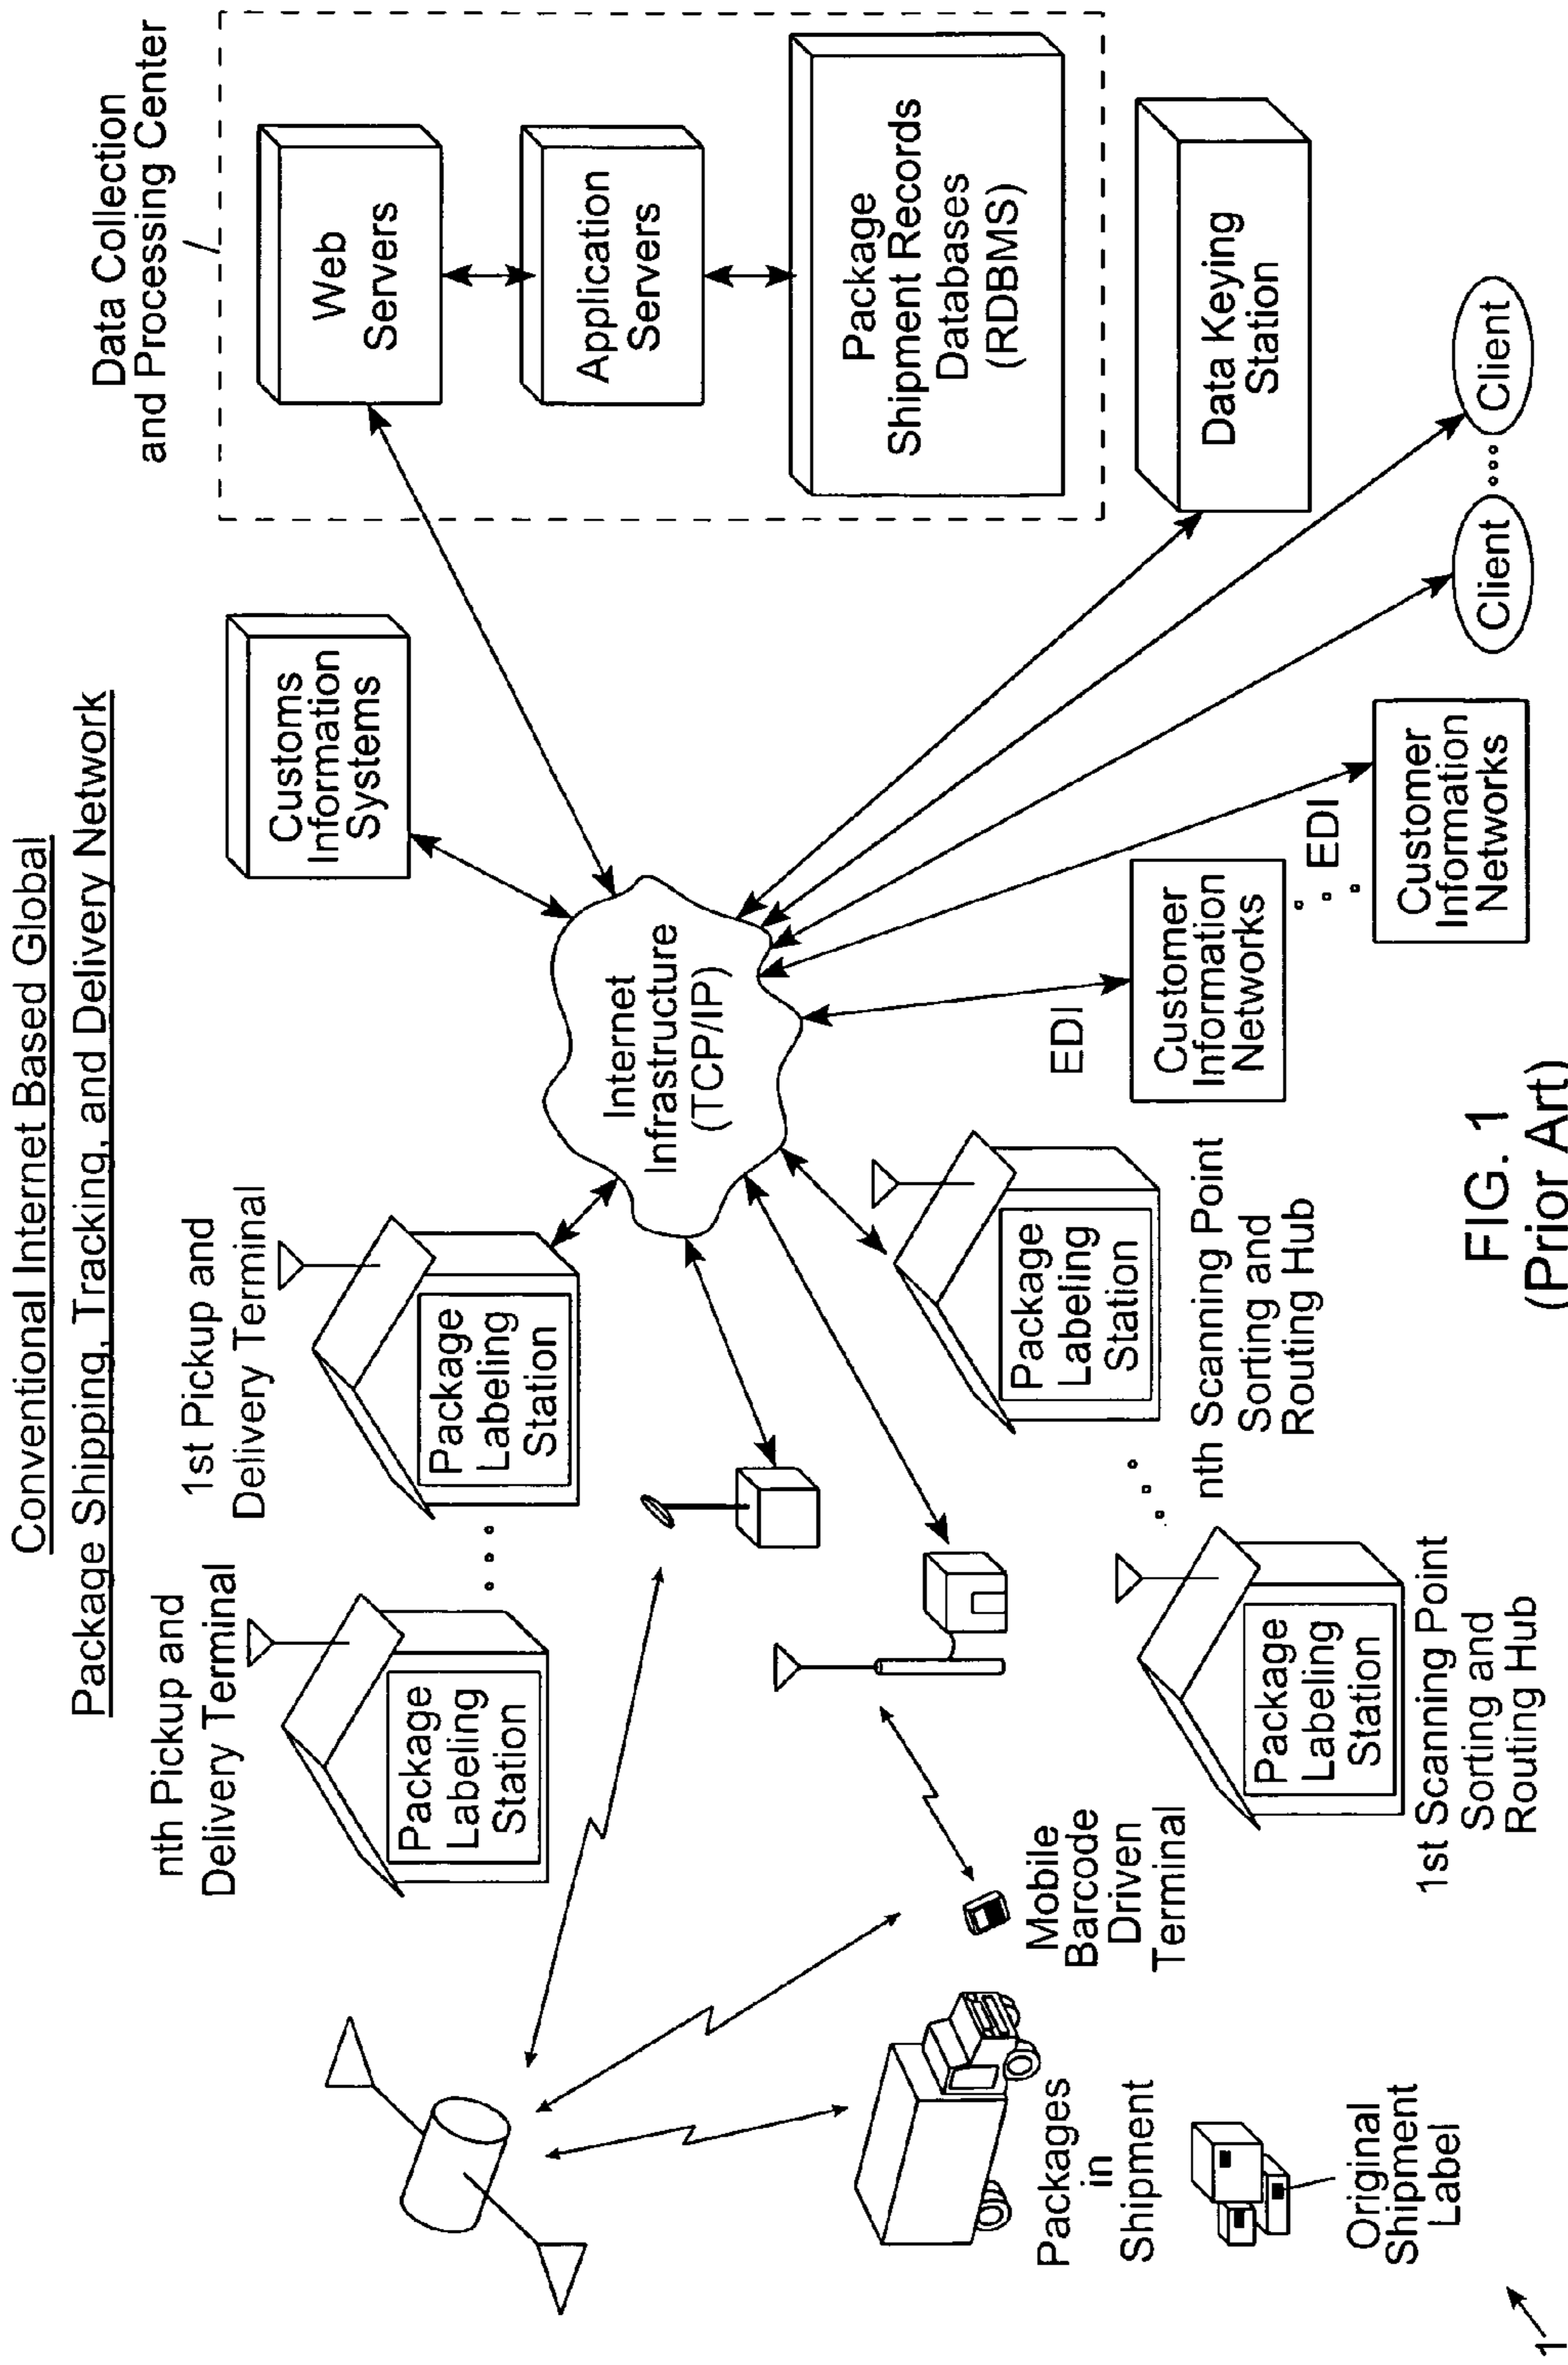 Conventional Internet Based Global
Package Shipping, Tracking, and Delivery Network
Data Collection
and Processing Center
Web
Servers
Application
Servers
Package
Shipment Records
Databases
(RDBMS)
Data Keying
Station
Customs
Information
Systems
Internet
Infrastructure
(TCP/IP)
1st Pickup and
Delivery Terminal
Package
Labeling
Station
nth Pickup and
Delivery Terminal
Package
Labeling
Station
Client
Client
EDI
Customer
Information
Networks
EDI
Customer
Information
Networks
Package
Labeling
Station
nth Scanning Point
Sorting and
Routing Hub
Package
Labeling
Station
1st Scanning Point
Sorting and
Routing Hub
Mobile
Barcode
Driven
Terminal
Packages
in
Shipment
Original
Shipment
Label
1
FIG. 1
(Prior Art)